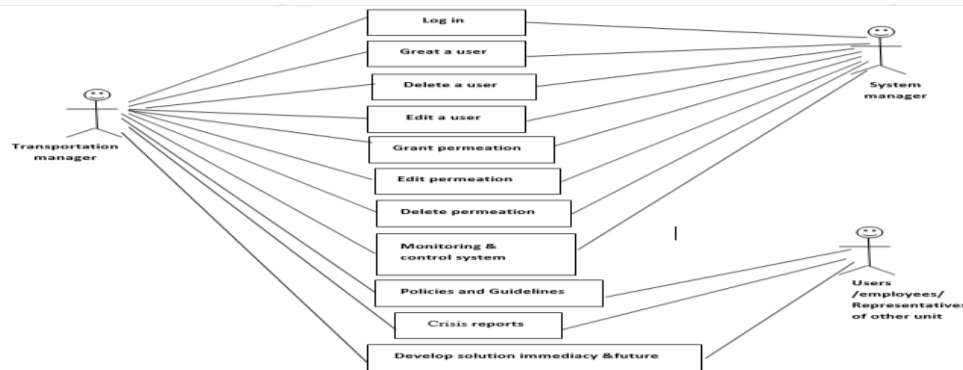 Log in
Great a user
Delete a user
Edit a user
Grant permeation
Edit permeation
Delete permeation
Monitoring &
control system
Policies and Guidelines
Crisis reports
Develop solution immediacy &future
Transportation
manager
System
manager
Users
/employees/
Representatives
of other unit